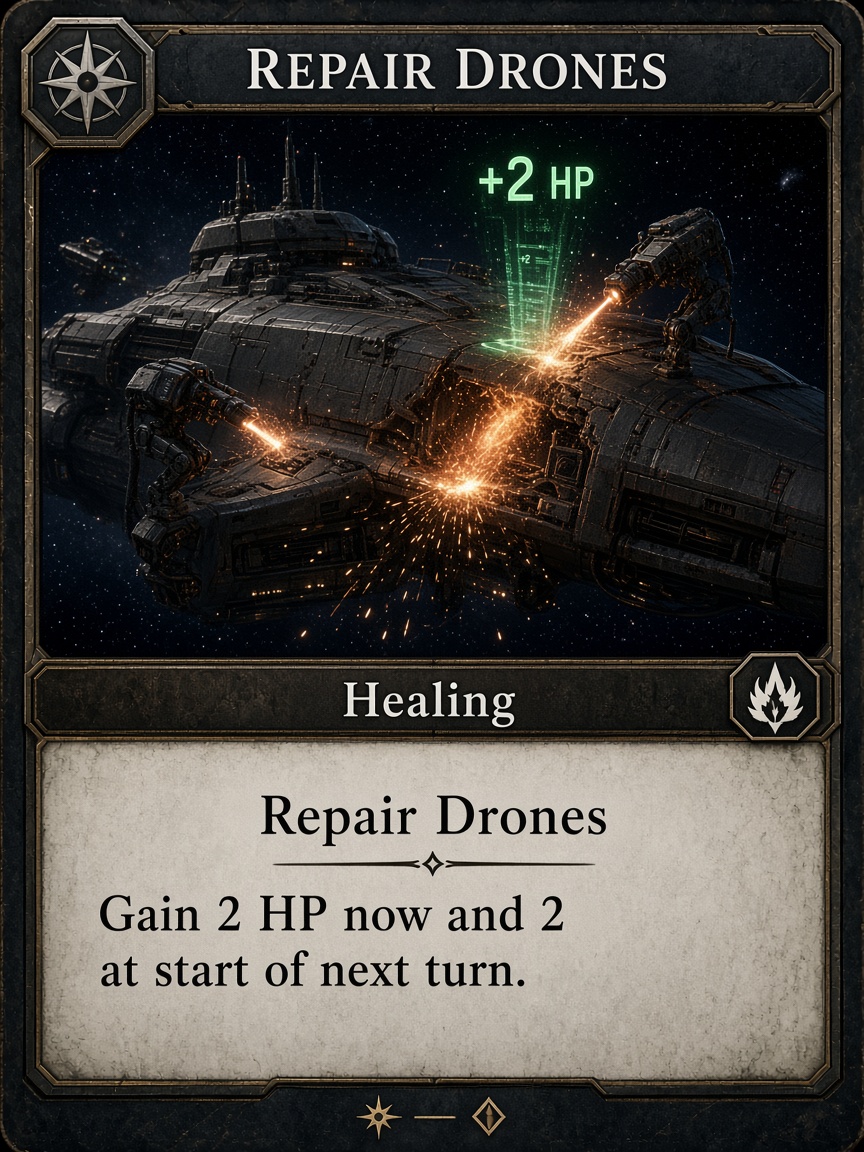 REPAIR DRONES
+2 HP
+2
Healing
Repair Drones
Gain 2 HP now and 2
at start of next turn.